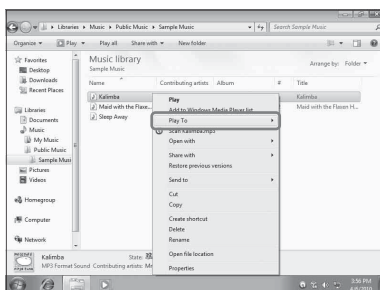 Libraries Music Public Music Sample Music Search Sample Music
Organize Play Play all Share with New folder
Favorites
Desktop
Downloads
Recent Places
Libraries
Documents
Music
My Music
Public Music
Sample Musi
Pictures
Videos
Homegroup
Computer
Network
Music library
Sample Music
Arrange by: Folder
Name Contributing artists Album # Title
Kalimba Kalimba
Maid with the Flaxe... Maid with the Flaxen H...
Sleep Away
Play
Add to Windows Media Player list
Play To
Scan Kalimba.mp3
Open with
Share with
Restore previous versions
Send to
Cut
Copy
Create shortcut
Delete
Rename
Open file location
Properties
Kalimba State:
MP3 Format Sound Contributing artists:
3:56 PM